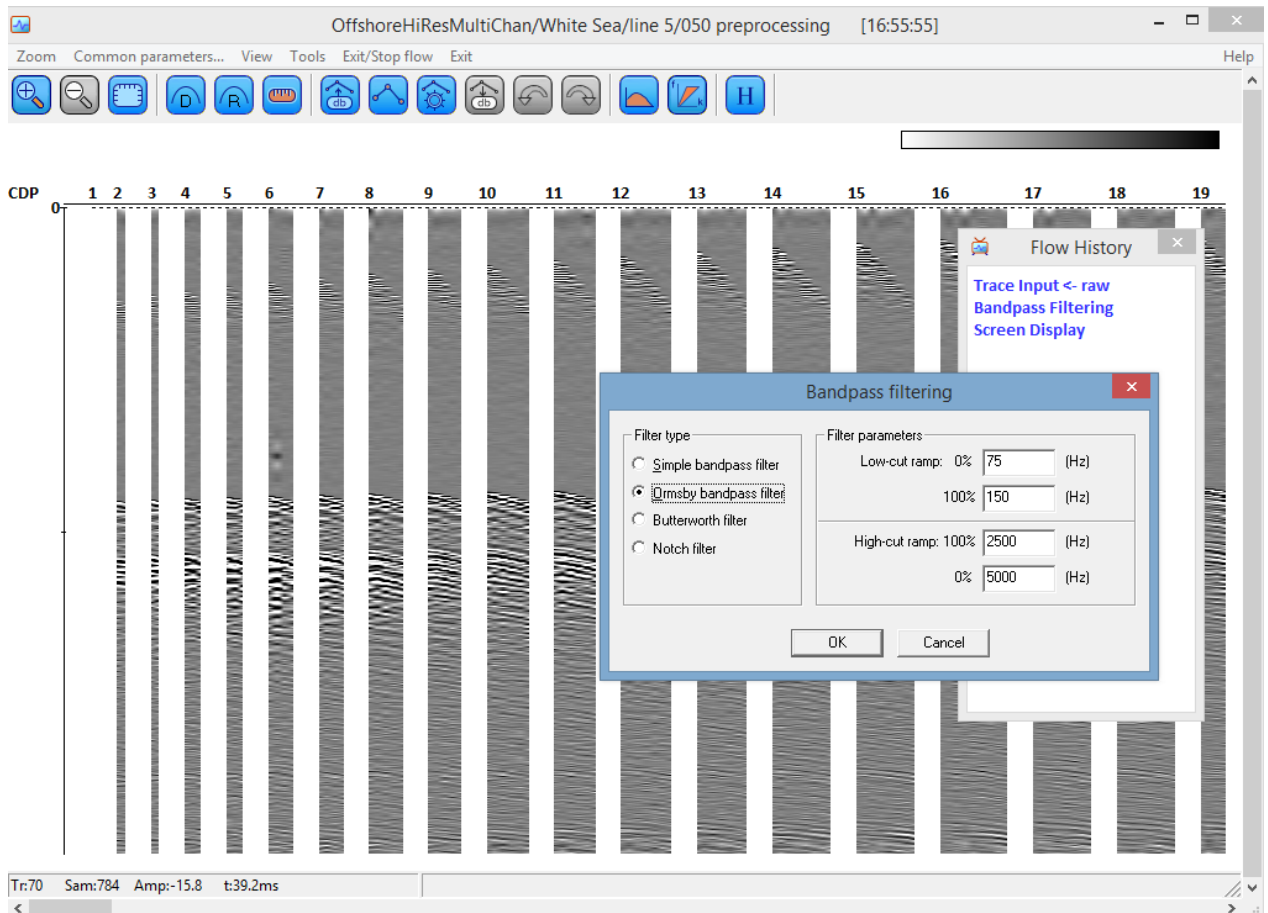 OffshoreHiResMultiChan/White Sea/line 5/050 preprocessing [16:55:55]
Zoom Common parameters... View Tools Exit/Stop flow Exit Help
D R db db f k H
CDP 1 2 3 4 5 6 7 8 9 10 11 12 13 14 15 16 17 18 19
0
Flow History
Trace Input <- raw
Bandpass Filtering
Screen Display
Bandpass filtering
Filter type
Simple bandpass filter
Ormsby bandpass filter
Butterworth filter
Notch filter
Filter parameters
Low-cut ramp: 0% 75 (Hz)
100% 150 (Hz)
High-cut ramp: 100% 2500 (Hz)
0% 5000 (Hz)
OK Cancel
Tr:70 Sam:784 Amp:-15.8 t:39.2ms